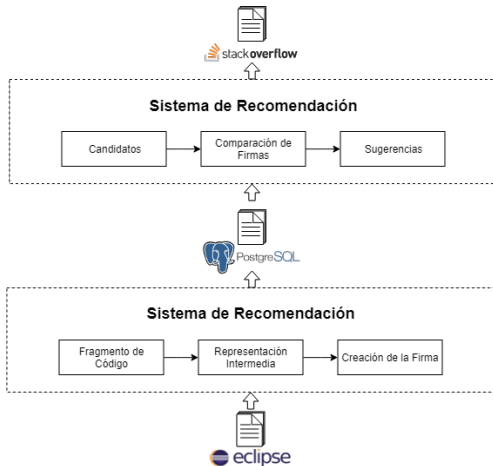 stackoverflow
Sistema de Recomendación
Candidatos
Comparación de
Firmas
Sugerencias
PostgreSQL
Sistema de Recomendación
Fragmento de
Código
Representación
Intermedia
Creación de la Firma
eclipse